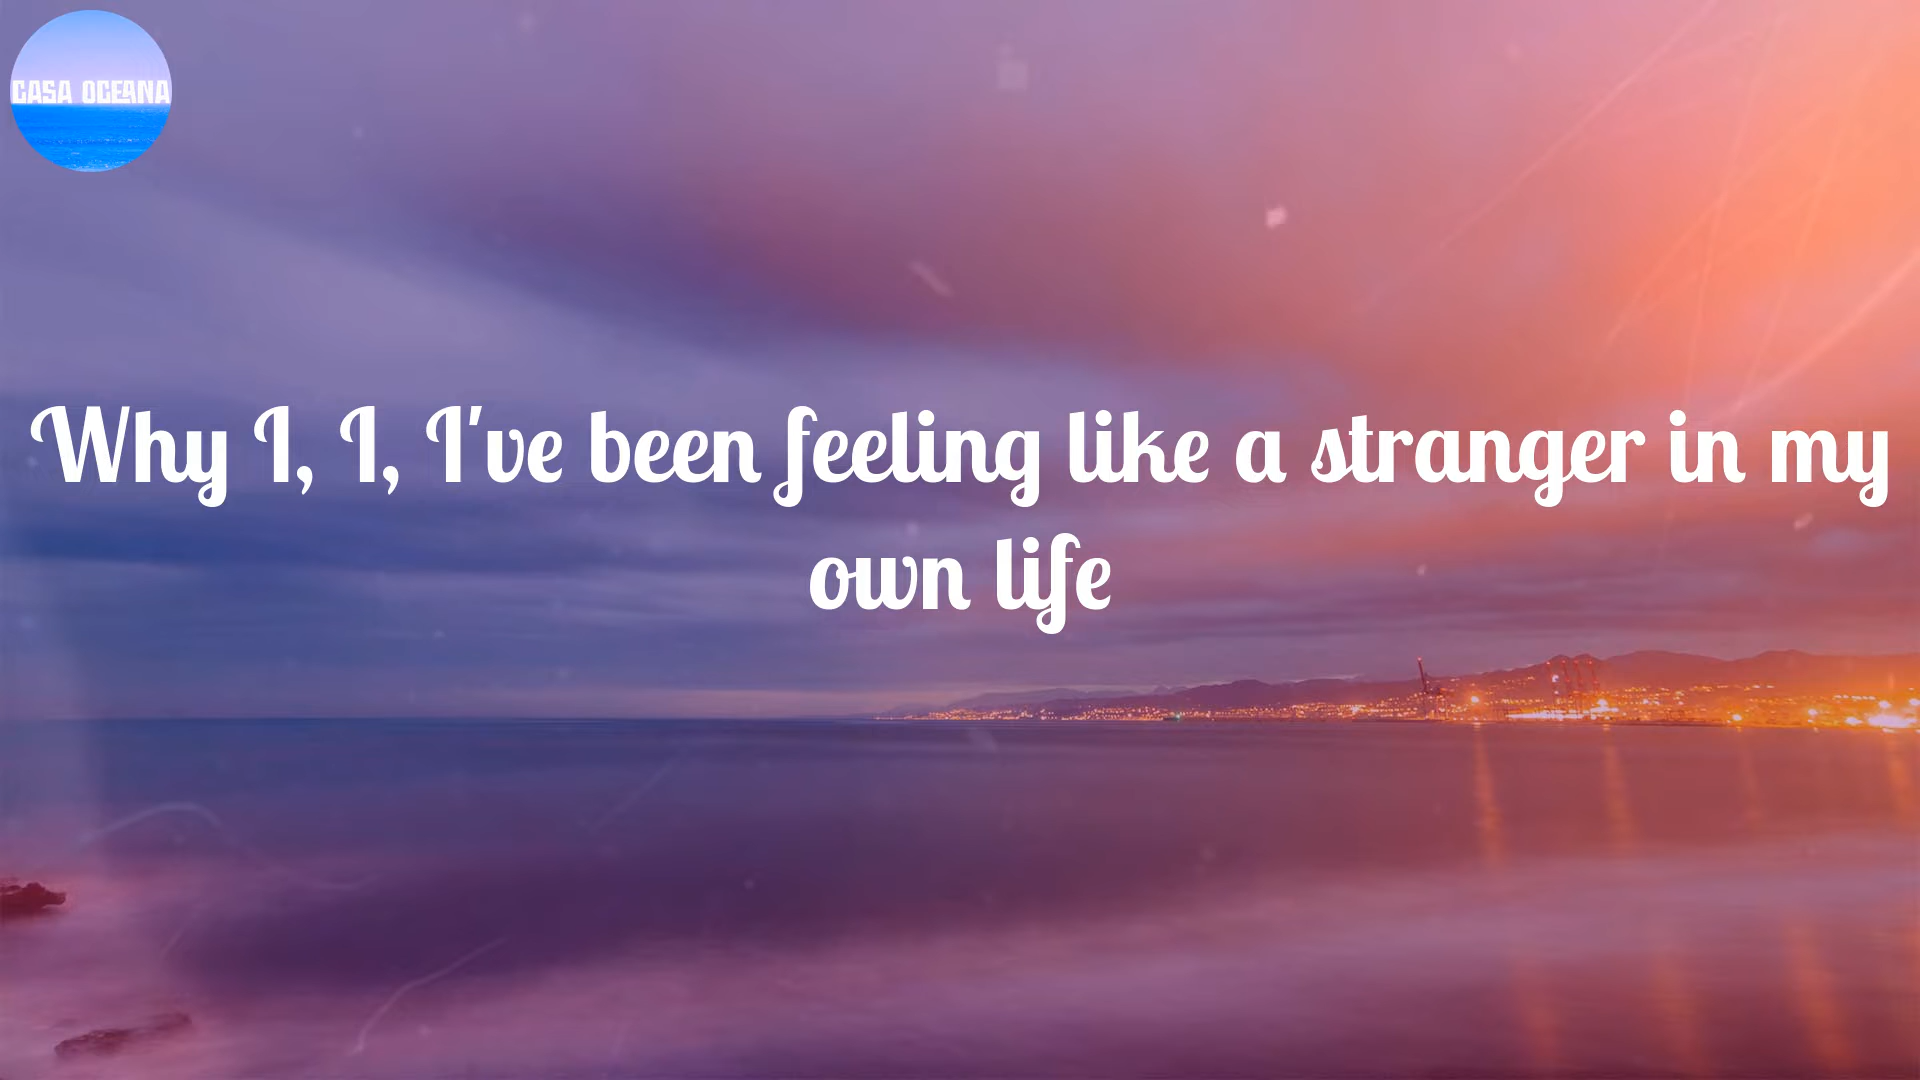 CASA OCEANA
Why I, I, I've been feeling like a stranger in my
own life